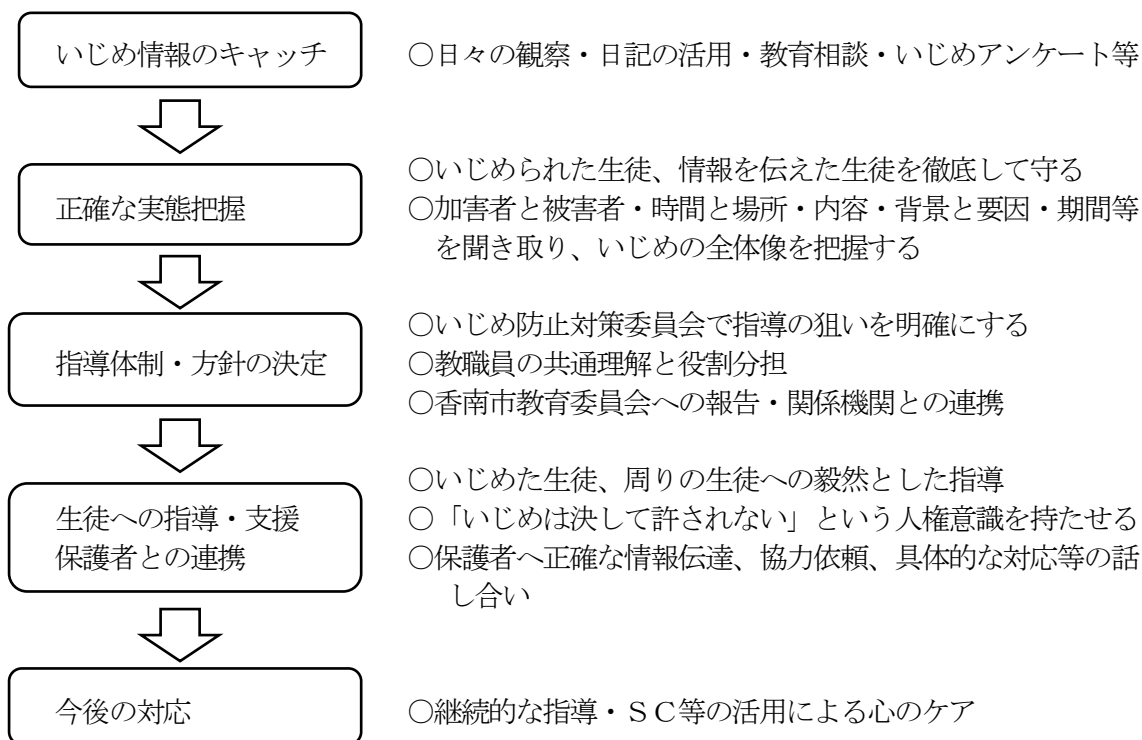 いじめ情報のキャッチ
○日々の観察・日記の活用・教育相談・いじめアンケート等
正確な実態把握
○いじめられた生徒、情報を伝えた生徒を徹底して守る
○加害者と被害者・時間と場所・内容・背景と要因・期間等
を聞き取り、いじめの全体像を把握する
指導体制・方針の決定
○いじめ防止対策委員会で指導の狙いを明確にする
○教職員の共通理解と役割分担
○香南市教育委員会への報告・関係機関との連携
生徒への指導・支援
保護者との連携
○いじめた生徒、周りの生徒への毅然とした指導
○「いじめは決して許されない」という人権意識を持たせる
○保護者へ正確な情報伝達、協力依頼、具体的な対応等の話
し合い
今後の対応
○継続的な指導・ＳＣ等の活用による心のケア